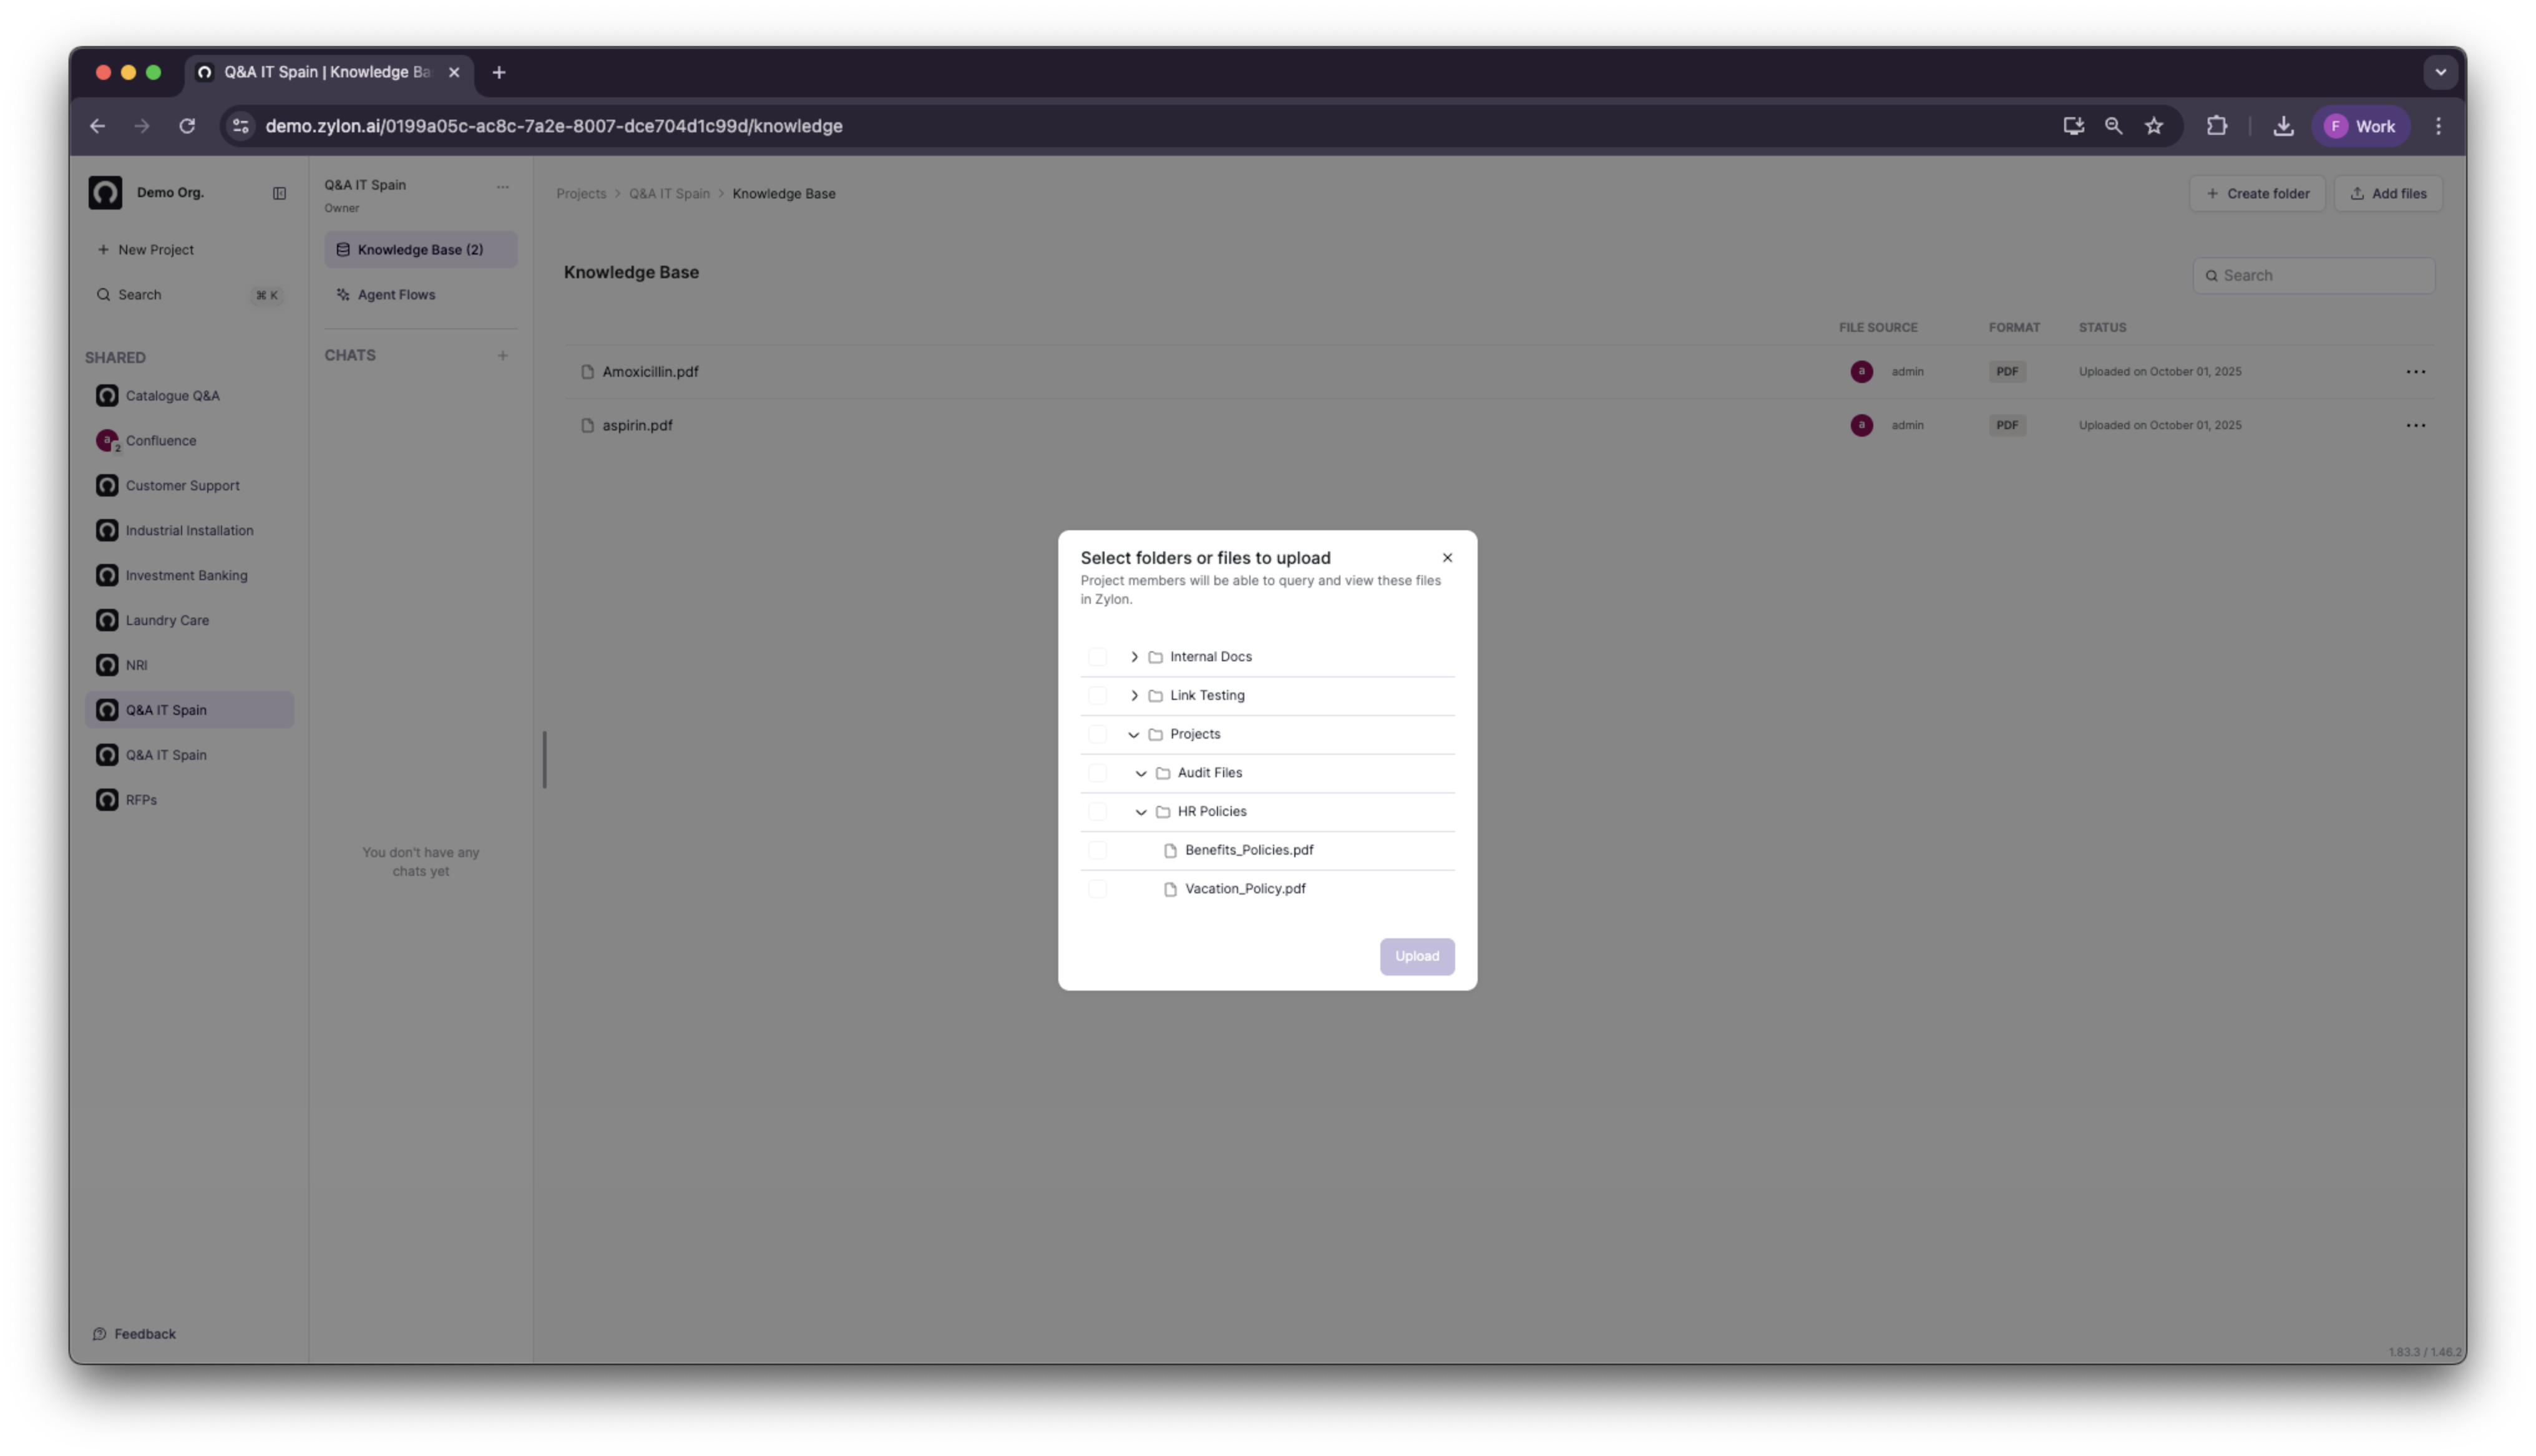 Q&A IT Spain | Knowledge Ba
demo.zylon.ai/0199a05c-ac8c-7a2e-8007-dce704d1c99d/knowledge
F Work
Demo Org.
New Project
Search ⌘ K
SHARED
Catalogue Q&A
a 2 Confluence
Customer Support
Industrial Installation
Investment Banking
Laundry Care
NRI
Q&A IT Spain
Q&A IT Spain
RFPs
Feedback
Q&A IT Spain
Owner
Knowledge Base (2)
Agent Flows
CHATS
You don't have any
chats yet
Projects > Q&A IT Spain > Knowledge Base
Create folder
Add files
Knowledge Base
Search
FILE SOURCE FORMAT STATUS
Amoxicillin.pdf a admin PDF Uploaded on October 01, 2025
aspirin.pdf a admin PDF Uploaded on October 01, 2025
Select folders or files to upload
Project members will be able to query and view these files
in Zylon.
Internal Docs
Link Testing
Projects
Audit Files
HR Policies
Benefits_Policies.pdf
Vacation_Policy.pdf
Upload
1.83.3 / 1.46.2